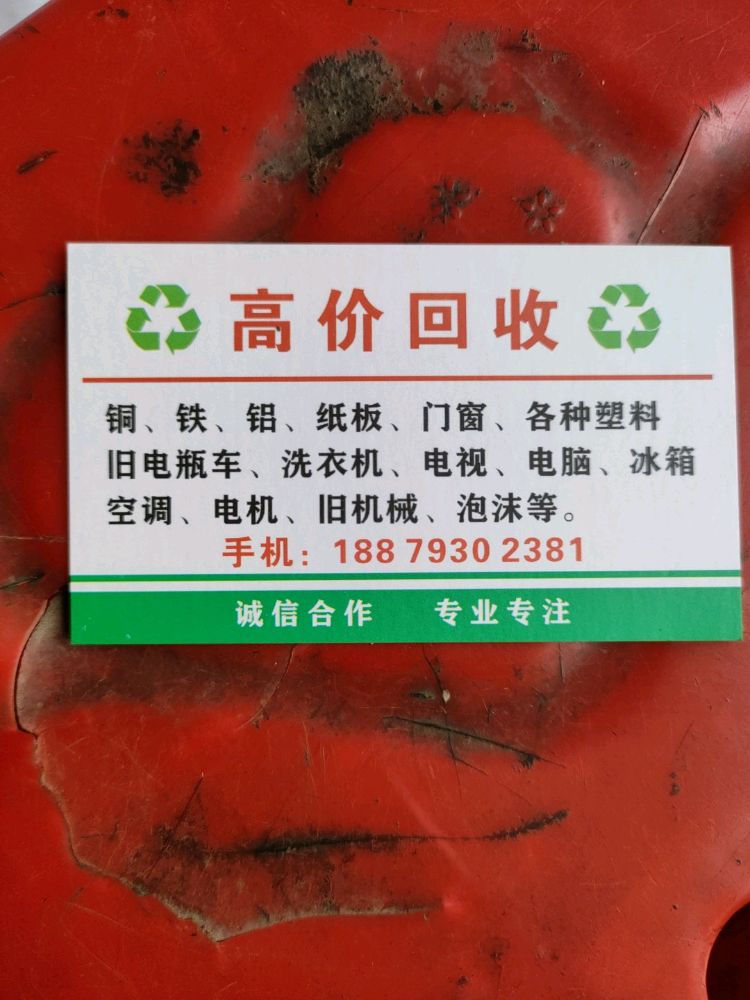 高价回收
铜、铁、铝、纸板、门窗、各种塑料
旧电瓶车、洗衣机、电视、电脑、冰箱
空调、电机、旧机械、泡沫等。
手机：188 7930 2381
诚信合作 专业专注